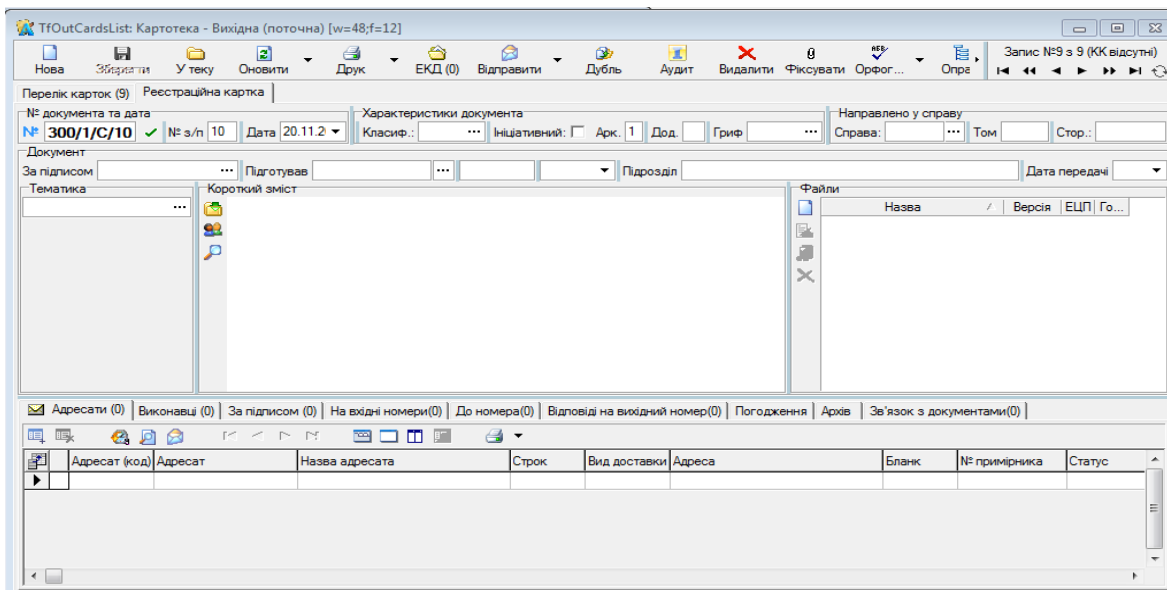 TfOutCardsList: Картотека - Вихідна (поточна) [w=48;f=12]
Нова Зберегти У теку Оновити Друк ЕКД (0) Відправити Дубль Аудит Видалити Фіксувати Орфог... Опра Запис №9 з 9 (КК відсутні)
Перелік карток (9) Реєстраційна картка
№ документа та дата Характеристики документа Направлено у справу
№ 300/1/С/10 № з/п 10 Дата 20.11.2 Класиф.: ... Ініціативний: Арк. 1 Дод. Гриф ... Справа: ... Том Стор.:
Документ
За підписом ... Підготував ... Підрозділ Дата передачі
Тематика Короткий зміст Файли
... Назва Версія ЕЦП Го...
Адресати (0) Виконавці (0) За підписом (0) На вхідні номери(0) До номера(0) Відповіді на вихідний номер(0) Погодження Архів Зв'язок з документами(0)
Адресат (код) Адресат Назва адресата Строк Вид доставки Адреса Бланк № примірника Статус